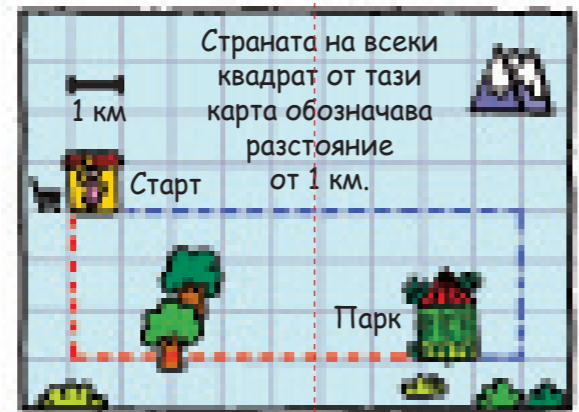 Страната на всеки
квадрат от тази
1 км карта обозначава
разстояние
Старт от 1 км.
Парк